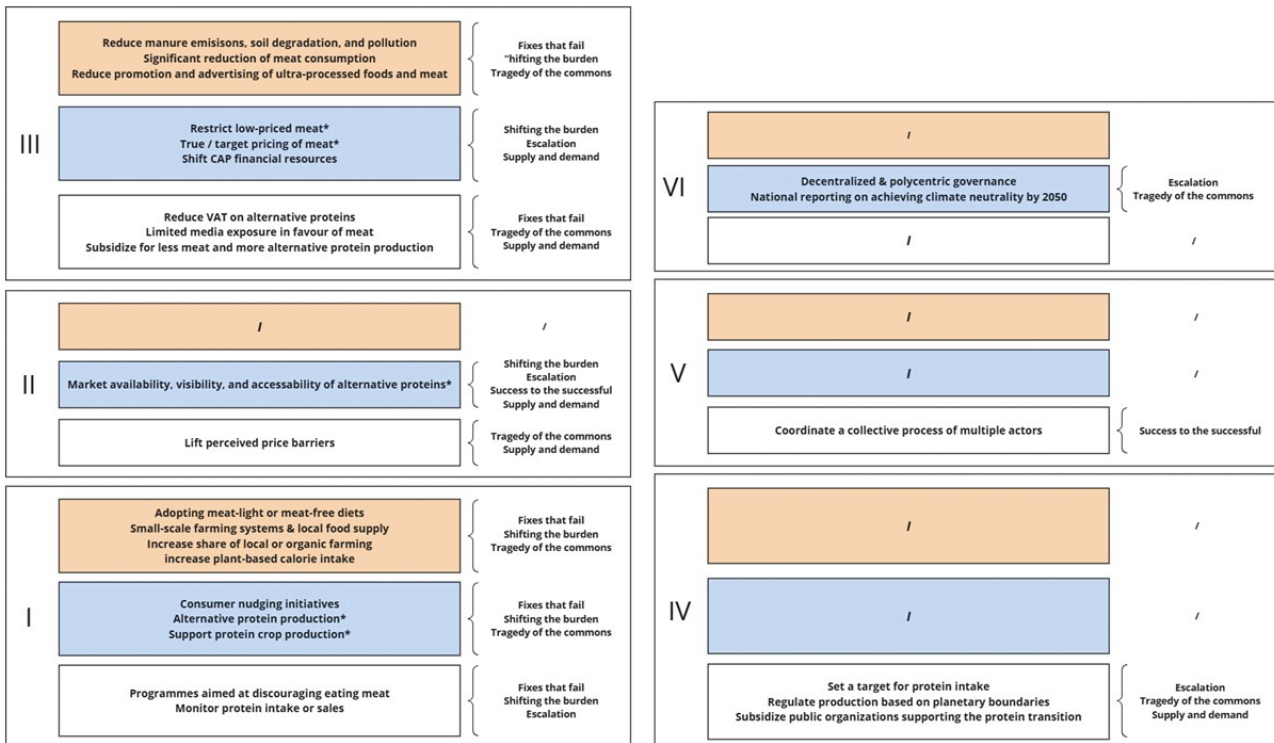 III
Reduce manure emisisons, soil degradation, and pollution
Significant reduction of meat consumption
Reduce promotion and advertising of ultra-processed foods and meat
Fixes that fail
"hifting the burden
Tragedy of the commons
Restrict low-priced meat*
True / target pricing of meat*
Shift CAP financial resources
Shifting the burden
Escalation
Supply and demand
Reduce VAT on alternative proteins
Limited media exposure in favour of meat
Subsidize for less meat and more alternative protein production
Fixes that fail
Tragedy of the commons
Supply and demand
II
/
/
Market availability, visibility, and accessability of alternative proteins*
Shifting the burden
Escalation
Success to the successful
Supply and demand
Lift perceived price barriers
Tragedy of the commons
Supply and demand
I
Adopting meat-light or meat-free diets
Small-scale farming systems & local food supply
Increase share of local or organic farming
increase plant-based calorie intake
Fixes that fail
Shifting the burden
Tragedy of the commons
Consumer nudging initiatives
Alternative protein production*
Support protein crop production*
Fixes that fail
Shifting the burden
Tragedy of the commons
Programmes aimed at discouraging eating meat
Monitor protein intake or sales
Fixes that fail
Shifting the burden
Escalation
VI
/
Decentralized & polycentric governance
National reporting on achieving climate neutrality by 2050
Escalation
Tragedy of the commons
/
/
V
/
/
/
/
Coordinate a collective process of multiple actors
Success to the successful
IV
/
/
/
/
Set a target for protein intake
Regulate production based on planetary boundaries
Subsidize public organizations supporting the protein transition
Escalation
Tragedy of the commons
Supply and demand